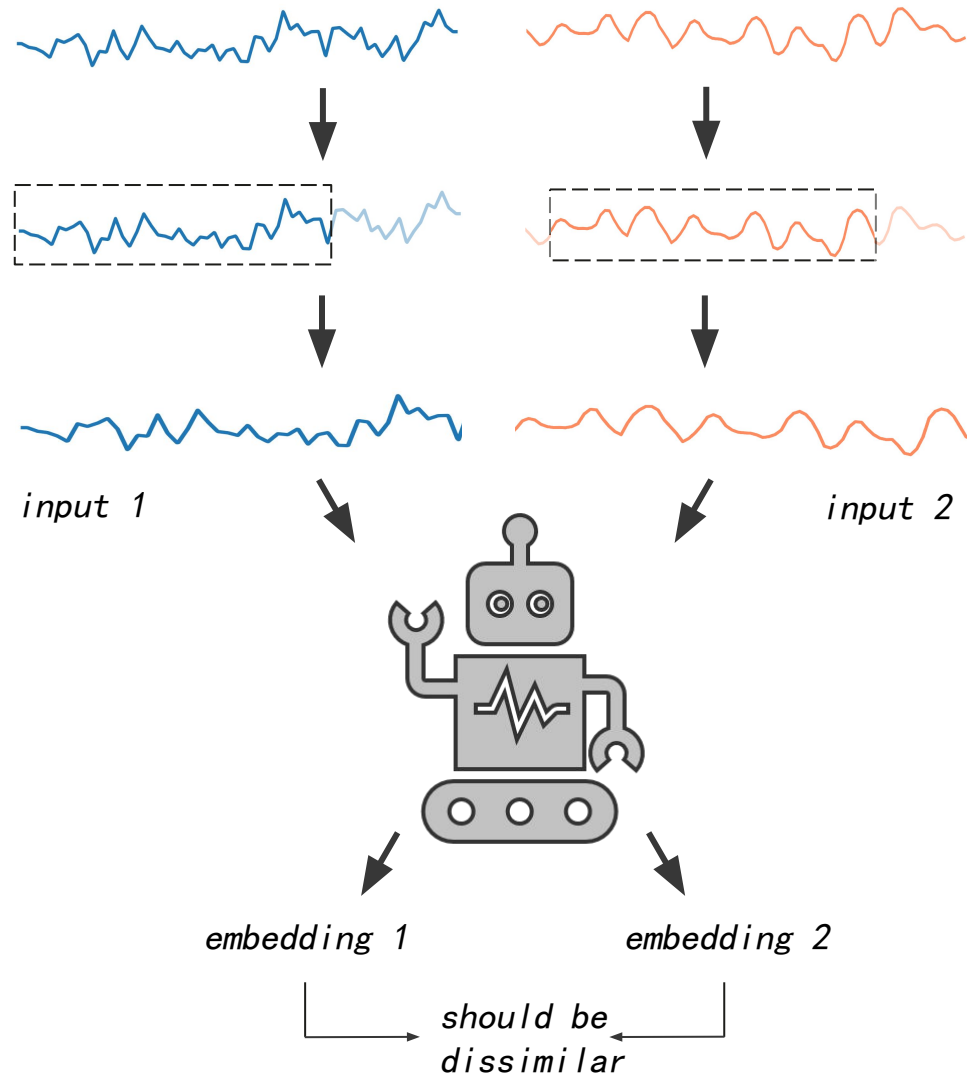 input 1
input 2
embedding 1
embedding 2
should be
dissimilar